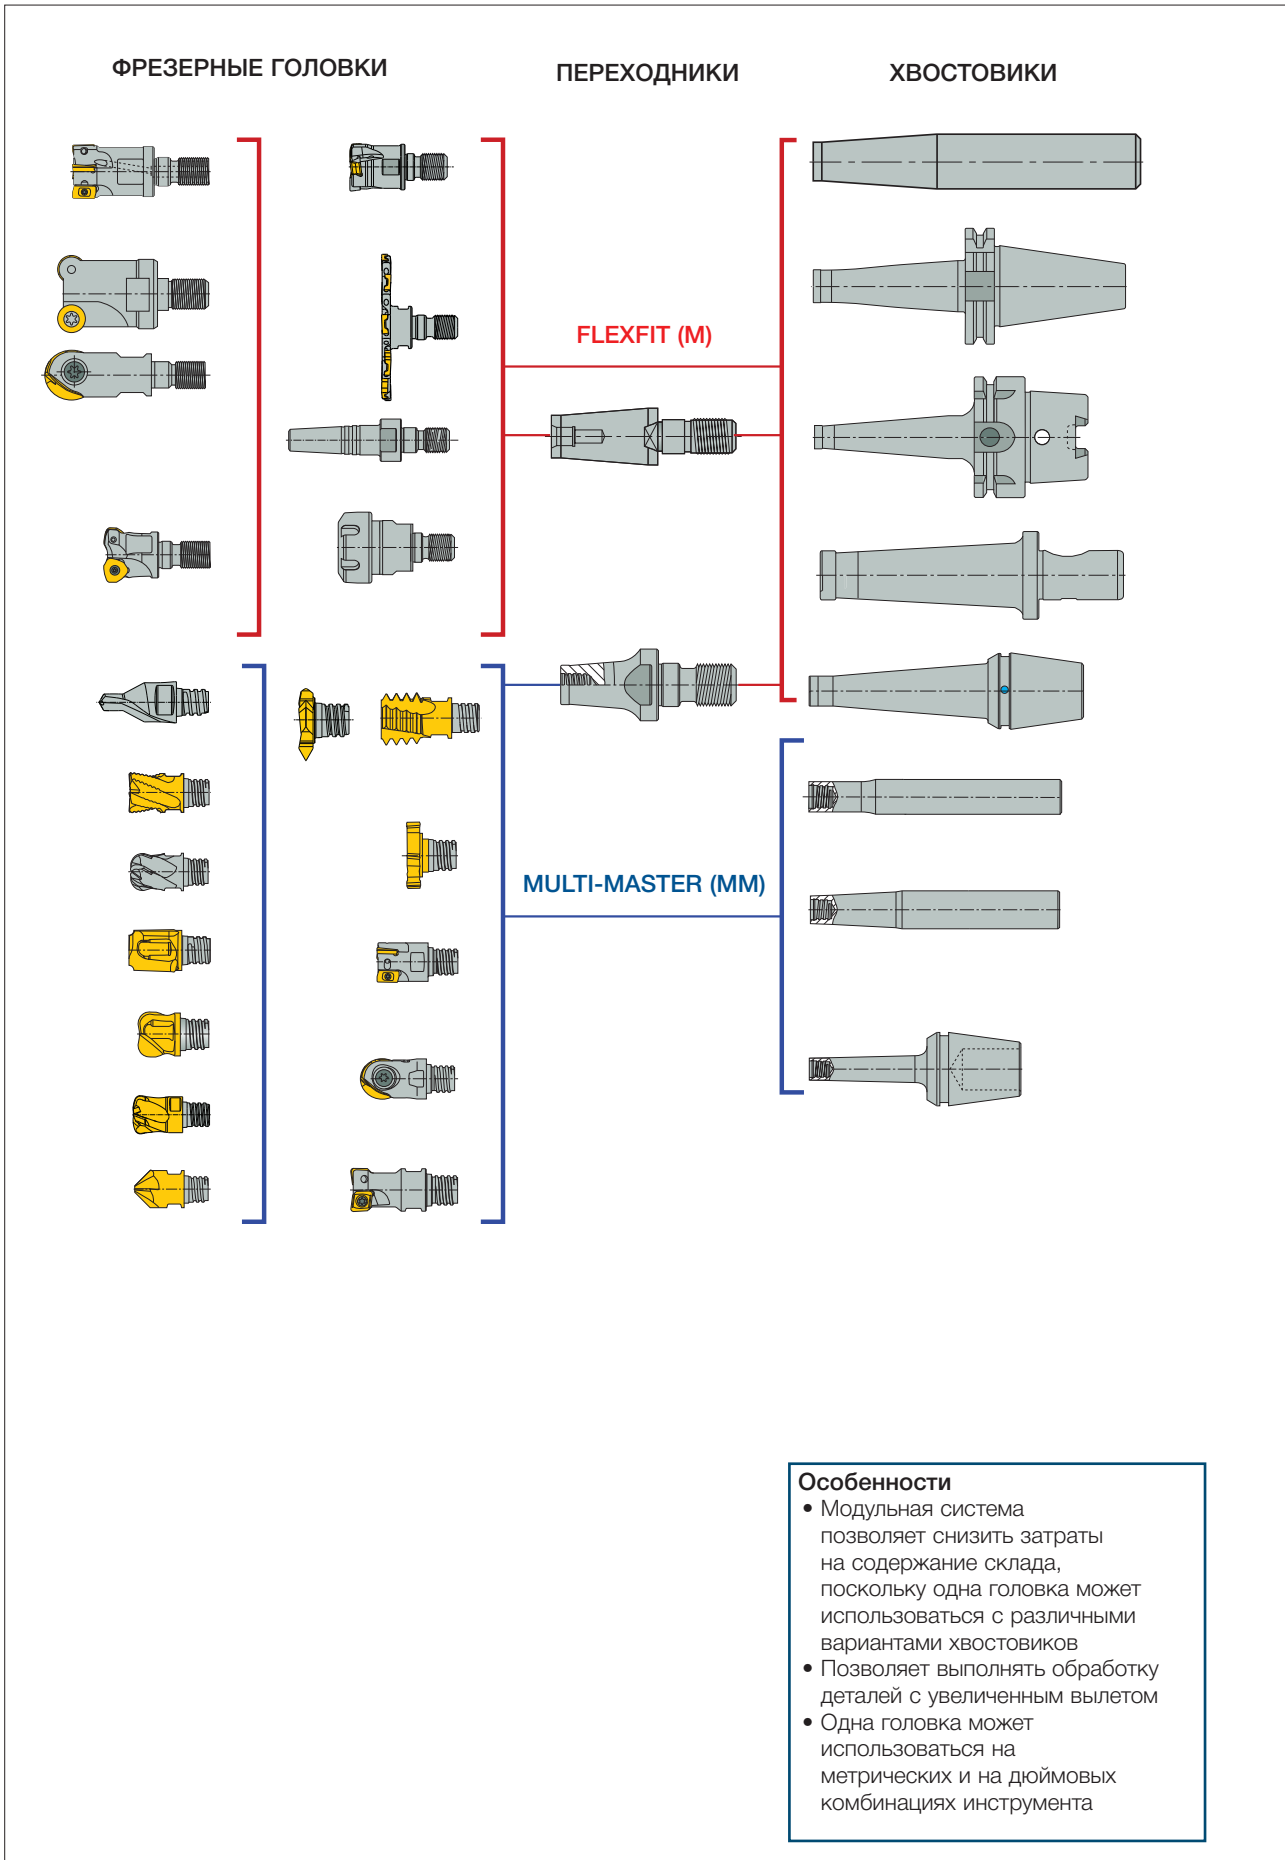 ФРЕЗЕРНЫЕ ГОЛОВКИ
ПЕРЕХОДНИКИ
ХВОСТОВИКИ
FLEXFIT (M)
MULTI-MASTER (MM)
Особенности
• Модульная система
позволяет снизить затраты
на содержание склада,
поскольку одна головка может
использоваться с различными
вариантами хвостовиков
• Позволяет выполнять обработку
деталей с увеличенным вылетом
• Одна головка может
использоваться на
метрических и на дюймовых
комбинациях инструмента